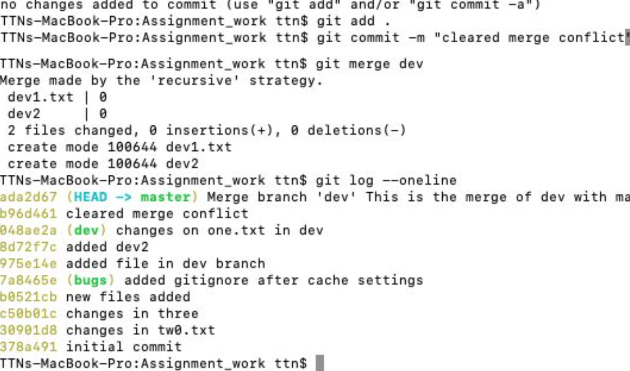 no changes added to commit (use "git add" and/or "git commit -a")
TTNs-MacBook-Pro:Assignment_work ttn$ git add .
TTNs-MacBook-Pro:Assignment_work ttn$ git commit -m "cleared merge conflict"
TTNs-MacBook-Pro:Assignment_work ttn$ git merge dev
Merge made by the 'recursive' strategy.
dev1.txt | 0
dev2     | 0
2 files changed, 0 insertions(+), 0 deletions(-)
create mode 100644 dev1.txt
create mode 100644 dev2
TTNs-MacBook-Pro:Assignment_work ttn$ git log --oneline
ada2d67 (HEAD -> master) Merge branch 'dev' This is the merge of dev with ma
b96d461 cleared merge conflict
048ae2a (dev) changes on one.txt in dev
8d72f7c added dev2
975e14e added file in dev branch
7a8465e (bugs) added gitignore after cache settings
b0521cb new files added
c50b01c changes in three
30901d8 changes in tw0.txt
378a491 initial commit
TTNs-MacBook-Pro:Assignment_work ttn$